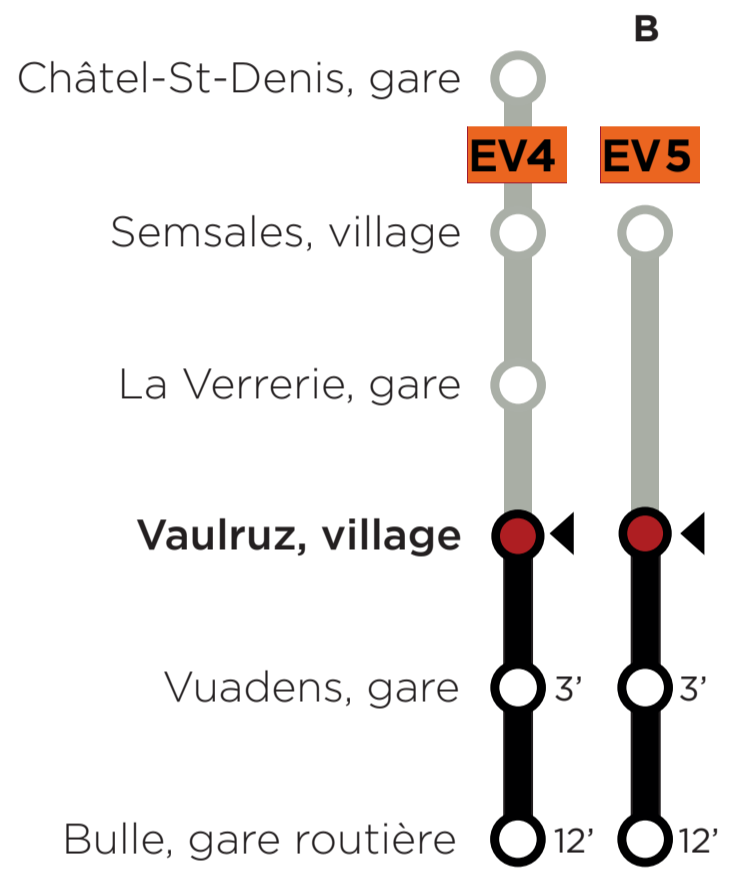 B
Châtel-St-Denis, gare
EV4 EV5
Semsales, village
La Verrerie, gare
Vaulruz, village
Vuadens, gare 3’ 3’
Bulle, gare routière 12’ 12’